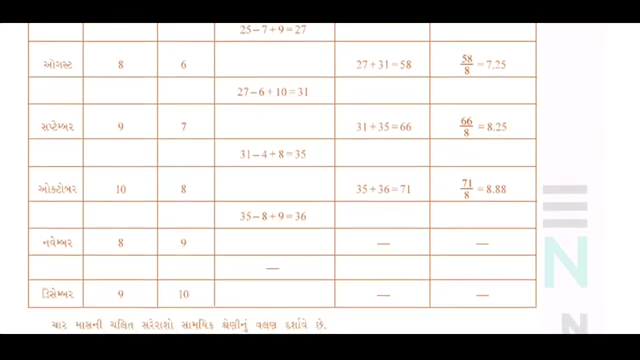 25 – 7 + 9 = 27
ઑગસ્ટ 8 6 27 + 31 = 58 58/8 = 7.25
27 – 6 + 10 = 31
સપ્ટેમ્બર 9 7 31 + 35 = 66 66/8 = 8.25
31 – 4 + 8 = 35
ઑક્ટોબર 10 8 35 + 36 = 71 71/8 = 8.88
35 – 8 + 9 = 36
નવેમ્બર 8 9 — —
—
ડિસેમ્બર 9 10 — —
ચાર માસની ચલિત સરેરાશો સામયિક શ્રેણીનું વલણ દર્શાવે છે.